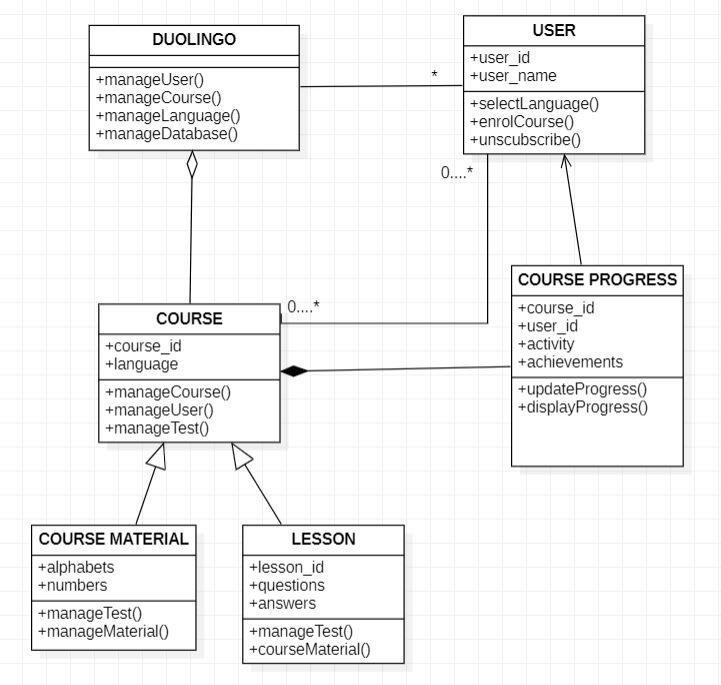 DUOLINGO
+manageUser()
+manageCourse()
+manageLanguage()
+manageDatabase()
*
USER
+user_id
+user_name
+selectLanguage()
+enrolCourse()
+unscubscribe()
0....*
0....*
COURSE
+course_id
+language
+manageCourse()
+manageUser()
+manageTest()
COURSE PROGRESS
+course_id
+user_id
+activity
+achievements
+updateProgress()
+displayProgress()
COURSE MATERIAL
+alphabets
+numbers
+manageTest()
+manageMaterial()
LESSON
+lesson_id
+questions
+answers
+manageTest()
+courseMaterial()